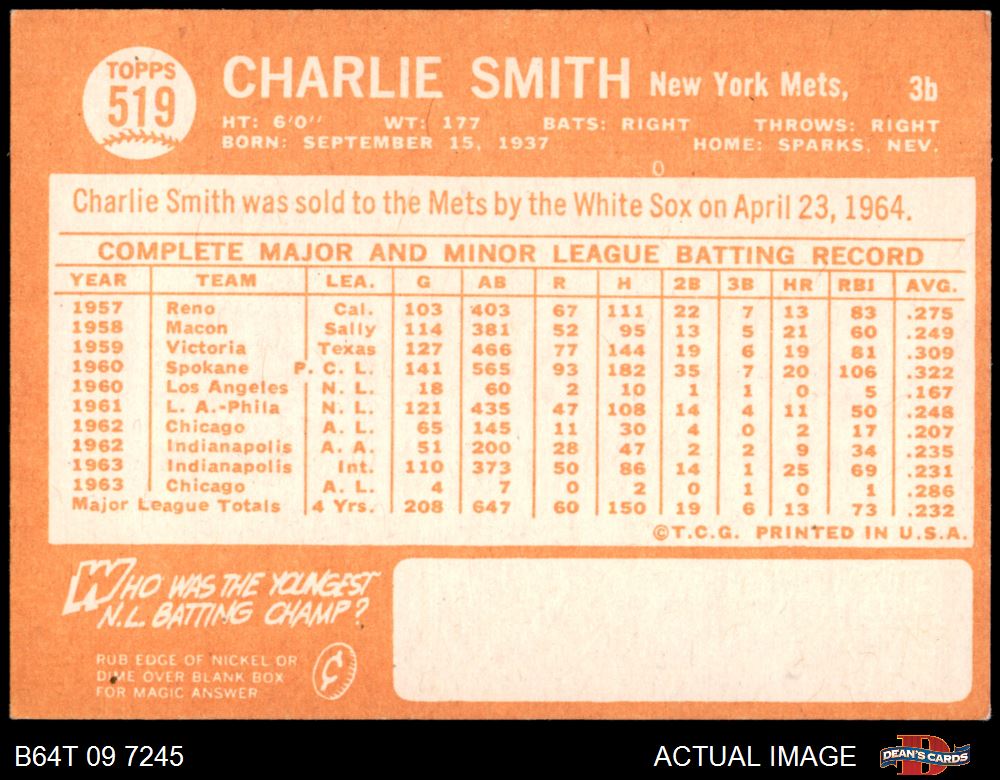 TOPPS
519
CHARLIE SMITH New York Mets, 3b
HT: 6'0'' WT: 177 BATS: RIGHT THROWS: RIGHT
BORN: SEPTEMBER 15, 1937 HOME: SPARKS, NEV.
Charlie Smith was sold to the Mets by the White Sox on April 23, 1964.
COMPLETE MAJOR AND MINOR LEAGUE BATTING RECORD
YEAR TEAM LEA. G AB R H 2B 3B HR RBI AVG.
1957 Reno Cal. 103 403 67 111 22 7 13 83 .275
1958 Macon Sally 114 381 52 95 13 5 21 60 .249
1959 Victoria Texas 127 466 77 144 19 6 19 81 .309
1960 Spokane P. C. L. 141 565 93 182 35 7 20 106 .322
1960 Los Angeles N. L. 18 60 2 10 1 1 0 5 .167
1961 L. A.-Phila N. L. 121 435 47 108 14 4 11 50 .248
1962 Chicago A. L. 65 145 11 30 4 0 2 17 .207
1962 Indianapolis A. A. 51 200 28 47 2 2 9 34 .235
1963 Indianapolis Int. 110 373 50 86 14 1 25 69 .231
1963 Chicago A. L. 4 7 0 2 0 1 0 1 .286
Major League Totals 4 Yrs. 208 647 60 150 19 6 13 73 .232
©T.C.G. PRINTED IN U.S.A.
WHO WAS THE YOUNGEST
N.L. BATTING CHAMP?
RUB EDGE OF NICKEL OR
DIME OVER BLANK BOX
FOR MAGIC ANSWER
¢
B64T 09 7245 ACTUAL IMAGE
DEAN'S CARDS